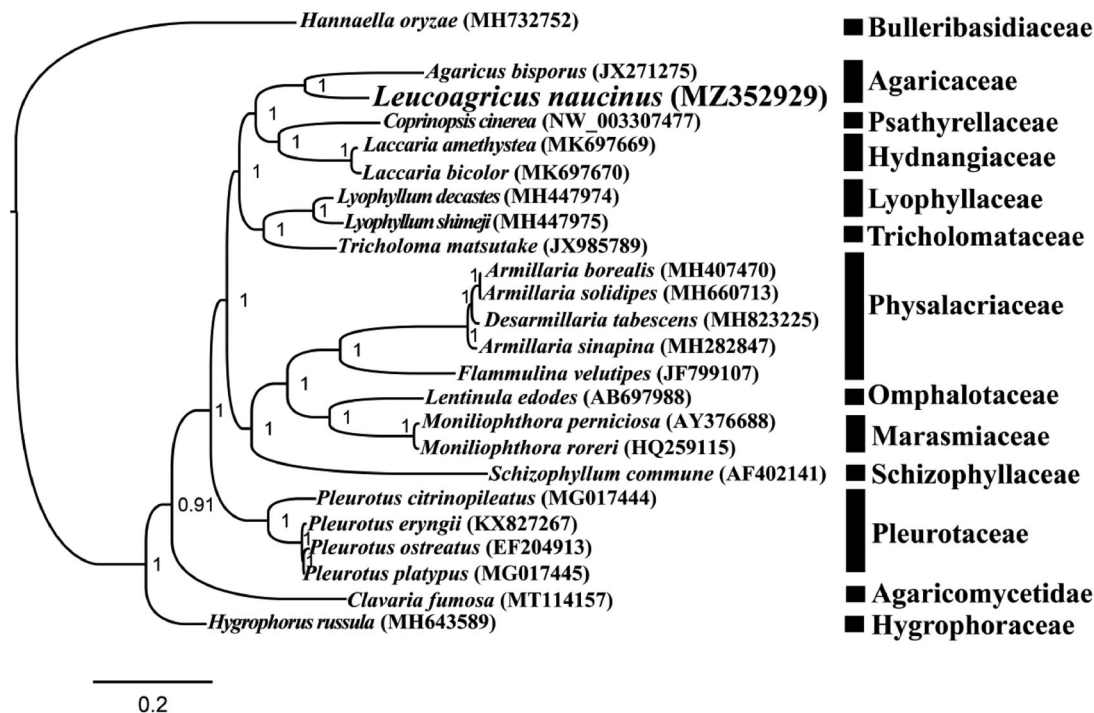 Hannaella oryzae (MH732752)
Bulleribasidiaceae
Agaricus bisporus (JX271275)
Agaricaceae
1
Leucoagricus naucinus (MZ352929)
1
Coprinopsis cinerea (NW_003307477)
Psathyrellaceae
1
Laccaria amethystea (MK697669)
1
Hydnangiaceae
1
Laccaria bicolor (MK697670)
Lyophyllum decastes (MH447974)
Lyophyllaceae
1
Lyophyllum shimeji (MH447975)
1
Tricholomataceae
Tricholoma matsutake (JX985789)
Armillaria borealis (MH407470)
1
Armillaria solidipes (MH660713)
1
1
Physalacriaceae
Desarmillaria tabescens (MH823225)
1
Armillaria sinapina (MH282847)
1
Flammulina velutipes (JF799107)
1
Lentinula edodes (AB697988)
Omphalotaceae
1
1
1
Moniliophthora perniciosa (AY376688)
1
Marasmiaceae
Moniliophthora roreri (HQ259115)
Schizophyllum commune (AF402141)
Schizophyllaceae
Pleurotus citrinopileatus (MG017444)
0.91
1
Pleurotus eryngii (KX827267)
1
Pleurotaceae
Pleurotus ostreatus (EF204913)
1
1
Pleurotus platypus (MG017445)
Clavaria fumosa (MT114157)
Agaricomycetidae
Hygrophorus russula (MH643589)
Hygrophoraceae
0.2